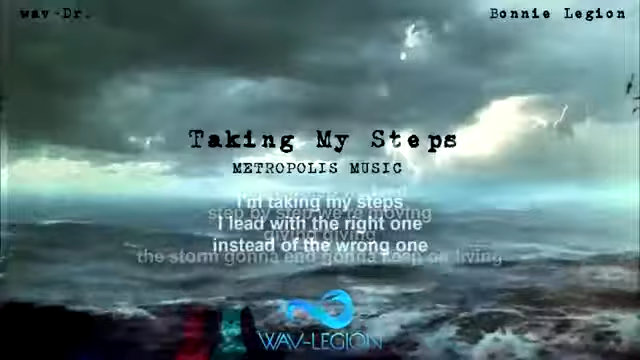 wav-Dr.
Bonnie Legion
Taking My Steps
METROPOLIS MUSIC
I'm taking my steps
step by step we're moving
I lead with the right one
giving giving
instead of the wrong one
the storm gonna end gonna keep on living
WAV-LEGION